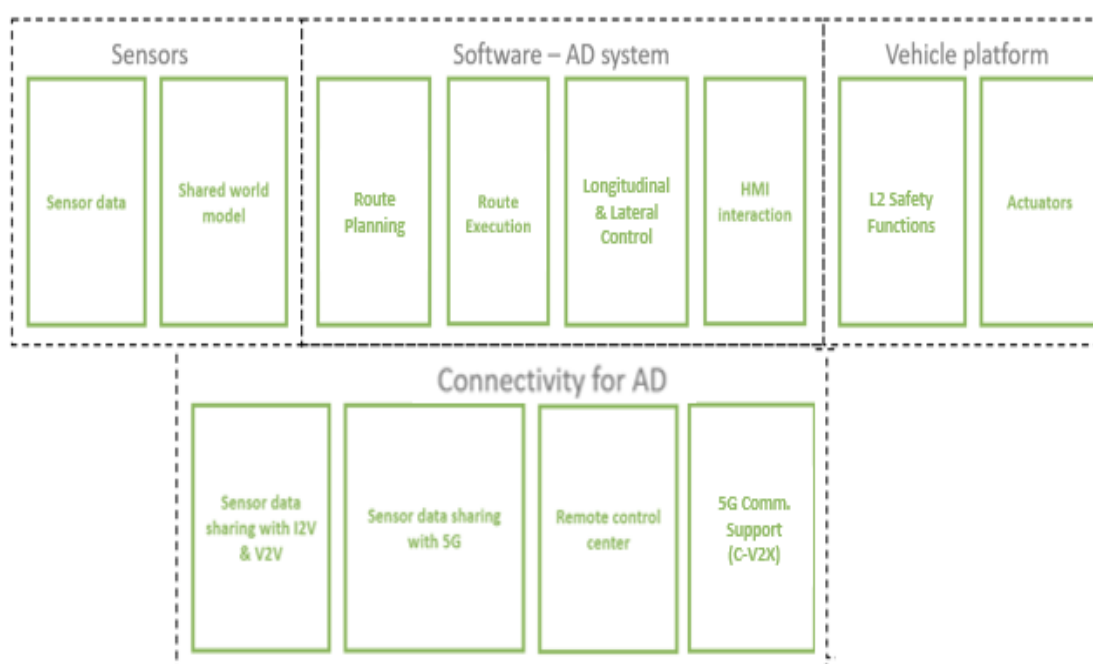 Sensors
Software – AD system
Vehicle platform
Sensor data
Shared world
model
Route
Planning
Route
Execution
Longitudinal
& Lateral
Control
HMI
interaction
L2 Safety
Functions
Actuators
Connectivity for AD
Sensor data
sharing with I2V
& V2V
Sensor data sharing
with 5G
Remote control
center
5G Comm.
Support
(C-V2X)